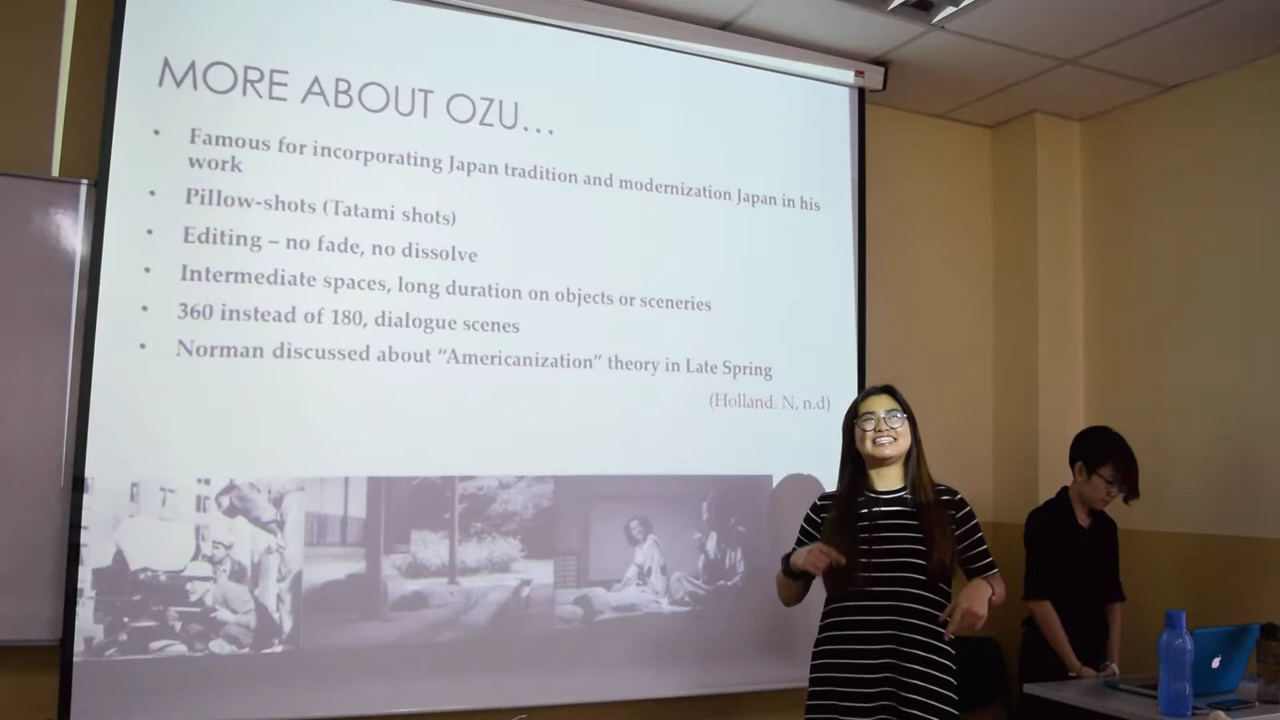 MORE ABOUT OZU...
• Famous for incorporating Japan tradition and modernization Japan in his
work
• Pillow-shots (Tatami shots)
• Editing – no fade, no dissolve
• Intermediate spaces, long duration on objects or sceneries
• 360 instead of 180, dialogue scenes
• Norman discussed about “Americanization” theory in Late Spring
(Holland. N, n.d)